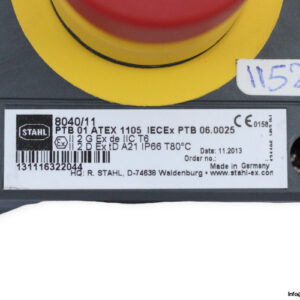 1152
STAHL
8040/11
PTB 01 ATEX 1105 IECEx PTB 06.0025
II 2 G Ex de IIC T6
II 2 D Ex tD A21 IP66 T80°C
CE 0158
Date: 11.2013
Order no.:
131116322044
Made in Germany
HQ: R. STAHL, D-74638 Waldenburg • www.stahl-ex.com